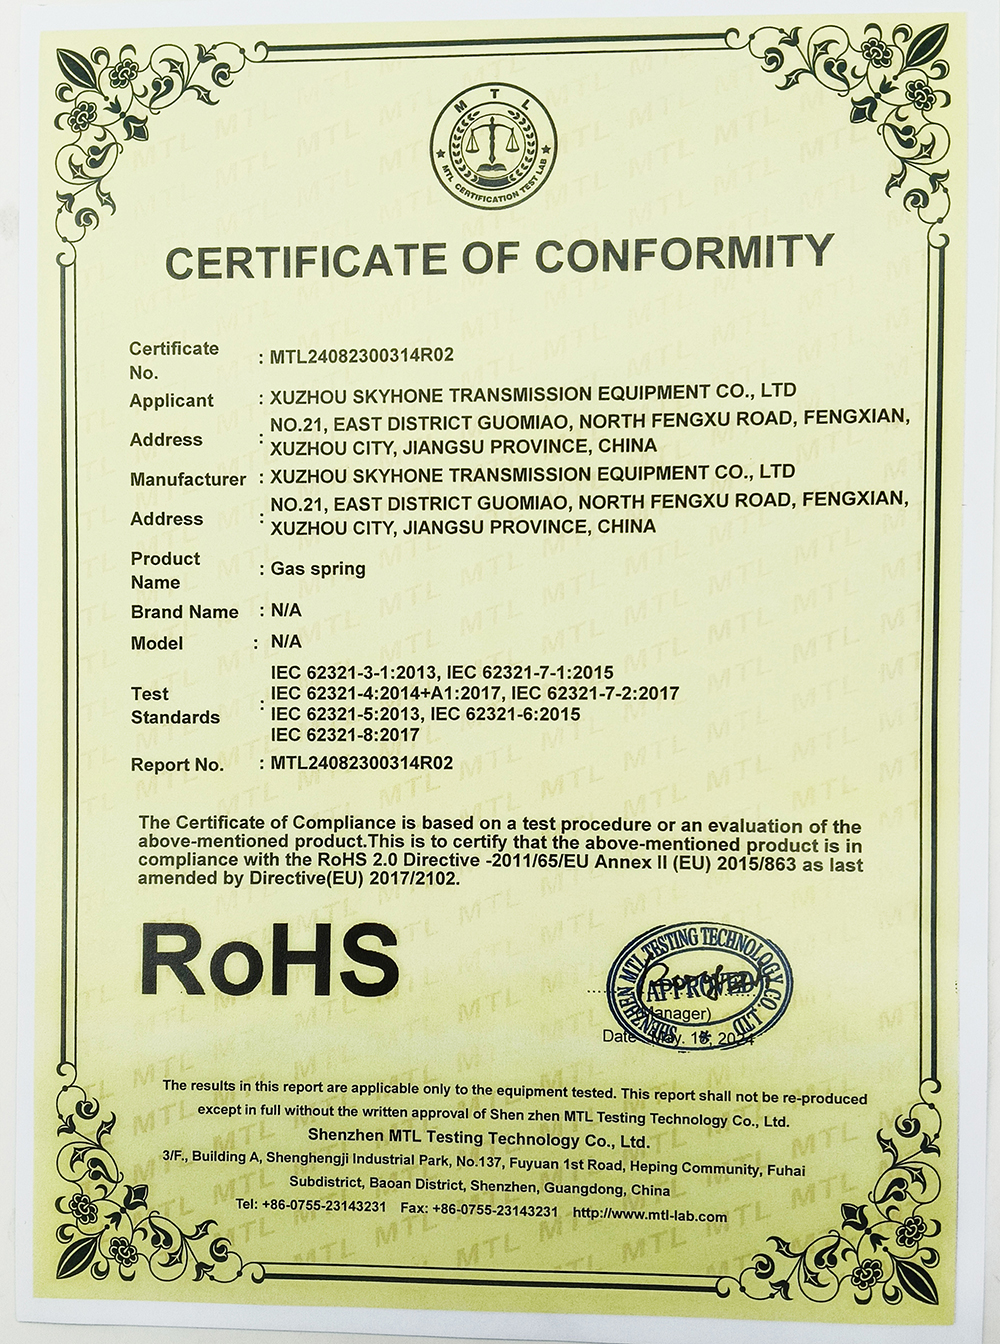 M T L
MTL CERTIFICATION TEST LAB
CERTIFICATE OF CONFORMITY
Certificate No. : MTL24082300314R02
Applicant : XUZHOU SKYHONE TRANSMISSION EQUIPMENT CO., LTD
Address : NO.21, EAST DISTRICT GUOMIAO, NORTH FENGXU ROAD, FENGXIAN,
XUZHOU CITY, JIANGSU PROVINCE, CHINA
Manufacturer : XUZHOU SKYHONE TRANSMISSION EQUIPMENT CO., LTD
Address : NO.21, EAST DISTRICT GUOMIAO, NORTH FENGXU ROAD, FENGXIAN,
XUZHOU CITY, JIANGSU PROVINCE, CHINA
Product Name : Gas spring
Brand Name : N/A
Model : N/A
Test Standards : IEC 62321-3-1:2013, IEC 62321-7-1:2015
IEC 62321-4:2014+A1:2017, IEC 62321-7-2:2017
IEC 62321-5:2013, IEC 62321-6:2015
IEC 62321-8:2017
Report No. : MTL24082300314R02
The Certificate of Compliance is based on a test procedure or an evaluation of the
above-mentioned product.This is to certify that the above-mentioned product is in
compliance with the RoHS 2.0 Directive -2011/65/EU Annex II (EU) 2015/863 as last
amended by Directive(EU) 2017/2102.
RoHS
SHENZHEN MTL TESTING TECHNOLOGY CO., LTD
APPROVED
Manager)
Date May. 2024
The results in this report are applicable only to the equipment tested. This report shall not be re-produced
except in full without the written approval of Shen zhen MTL Testing Technology Co., Ltd.
Shenzhen MTL Testing Technology Co., Ltd.
3/F., Building A, Shenghengji Industrial Park, No.137, Fuyuan 1st Road, Heping Community, Fuhai
Subdistrict, Baoan District, Shenzhen, Guangdong, China
Tel: +86-0755-23143231 Fax: +86-0755-23143231 http://www.mtl-lab.com